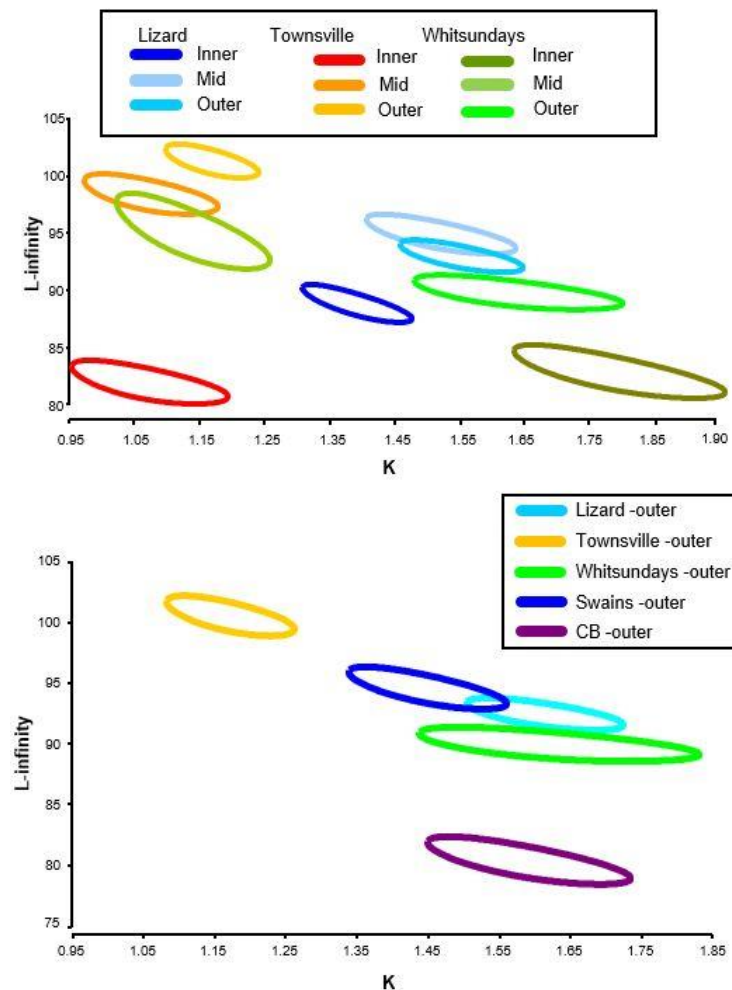 Lizard Townsville Whitsundays
Inner Inner Inner
Mid Mid Mid
Outer Outer Outer
105
100
95
90
85
80
L-infinity
0.95 1.05 1.15 1.25 1.35 1.45 1.55 1.65 1.75 1.85 1.90
K
Lizard -outer
Townsville -outer
Whitsundays -outer
Swains -outer
CB -outer
105
100
95
90
85
80
75
L-infinity
0.95 1.05 1.15 1.25 1.35 1.45 1.55 1.65 1.75 1.85
K